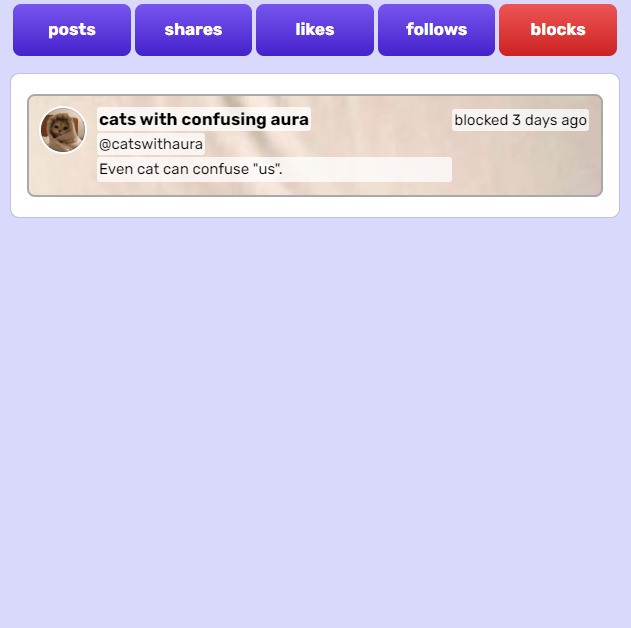 posts shares likes follows blocks
cats with confusing aura blocked 3 days ago
@catswithaura
Even cat can confuse "us".